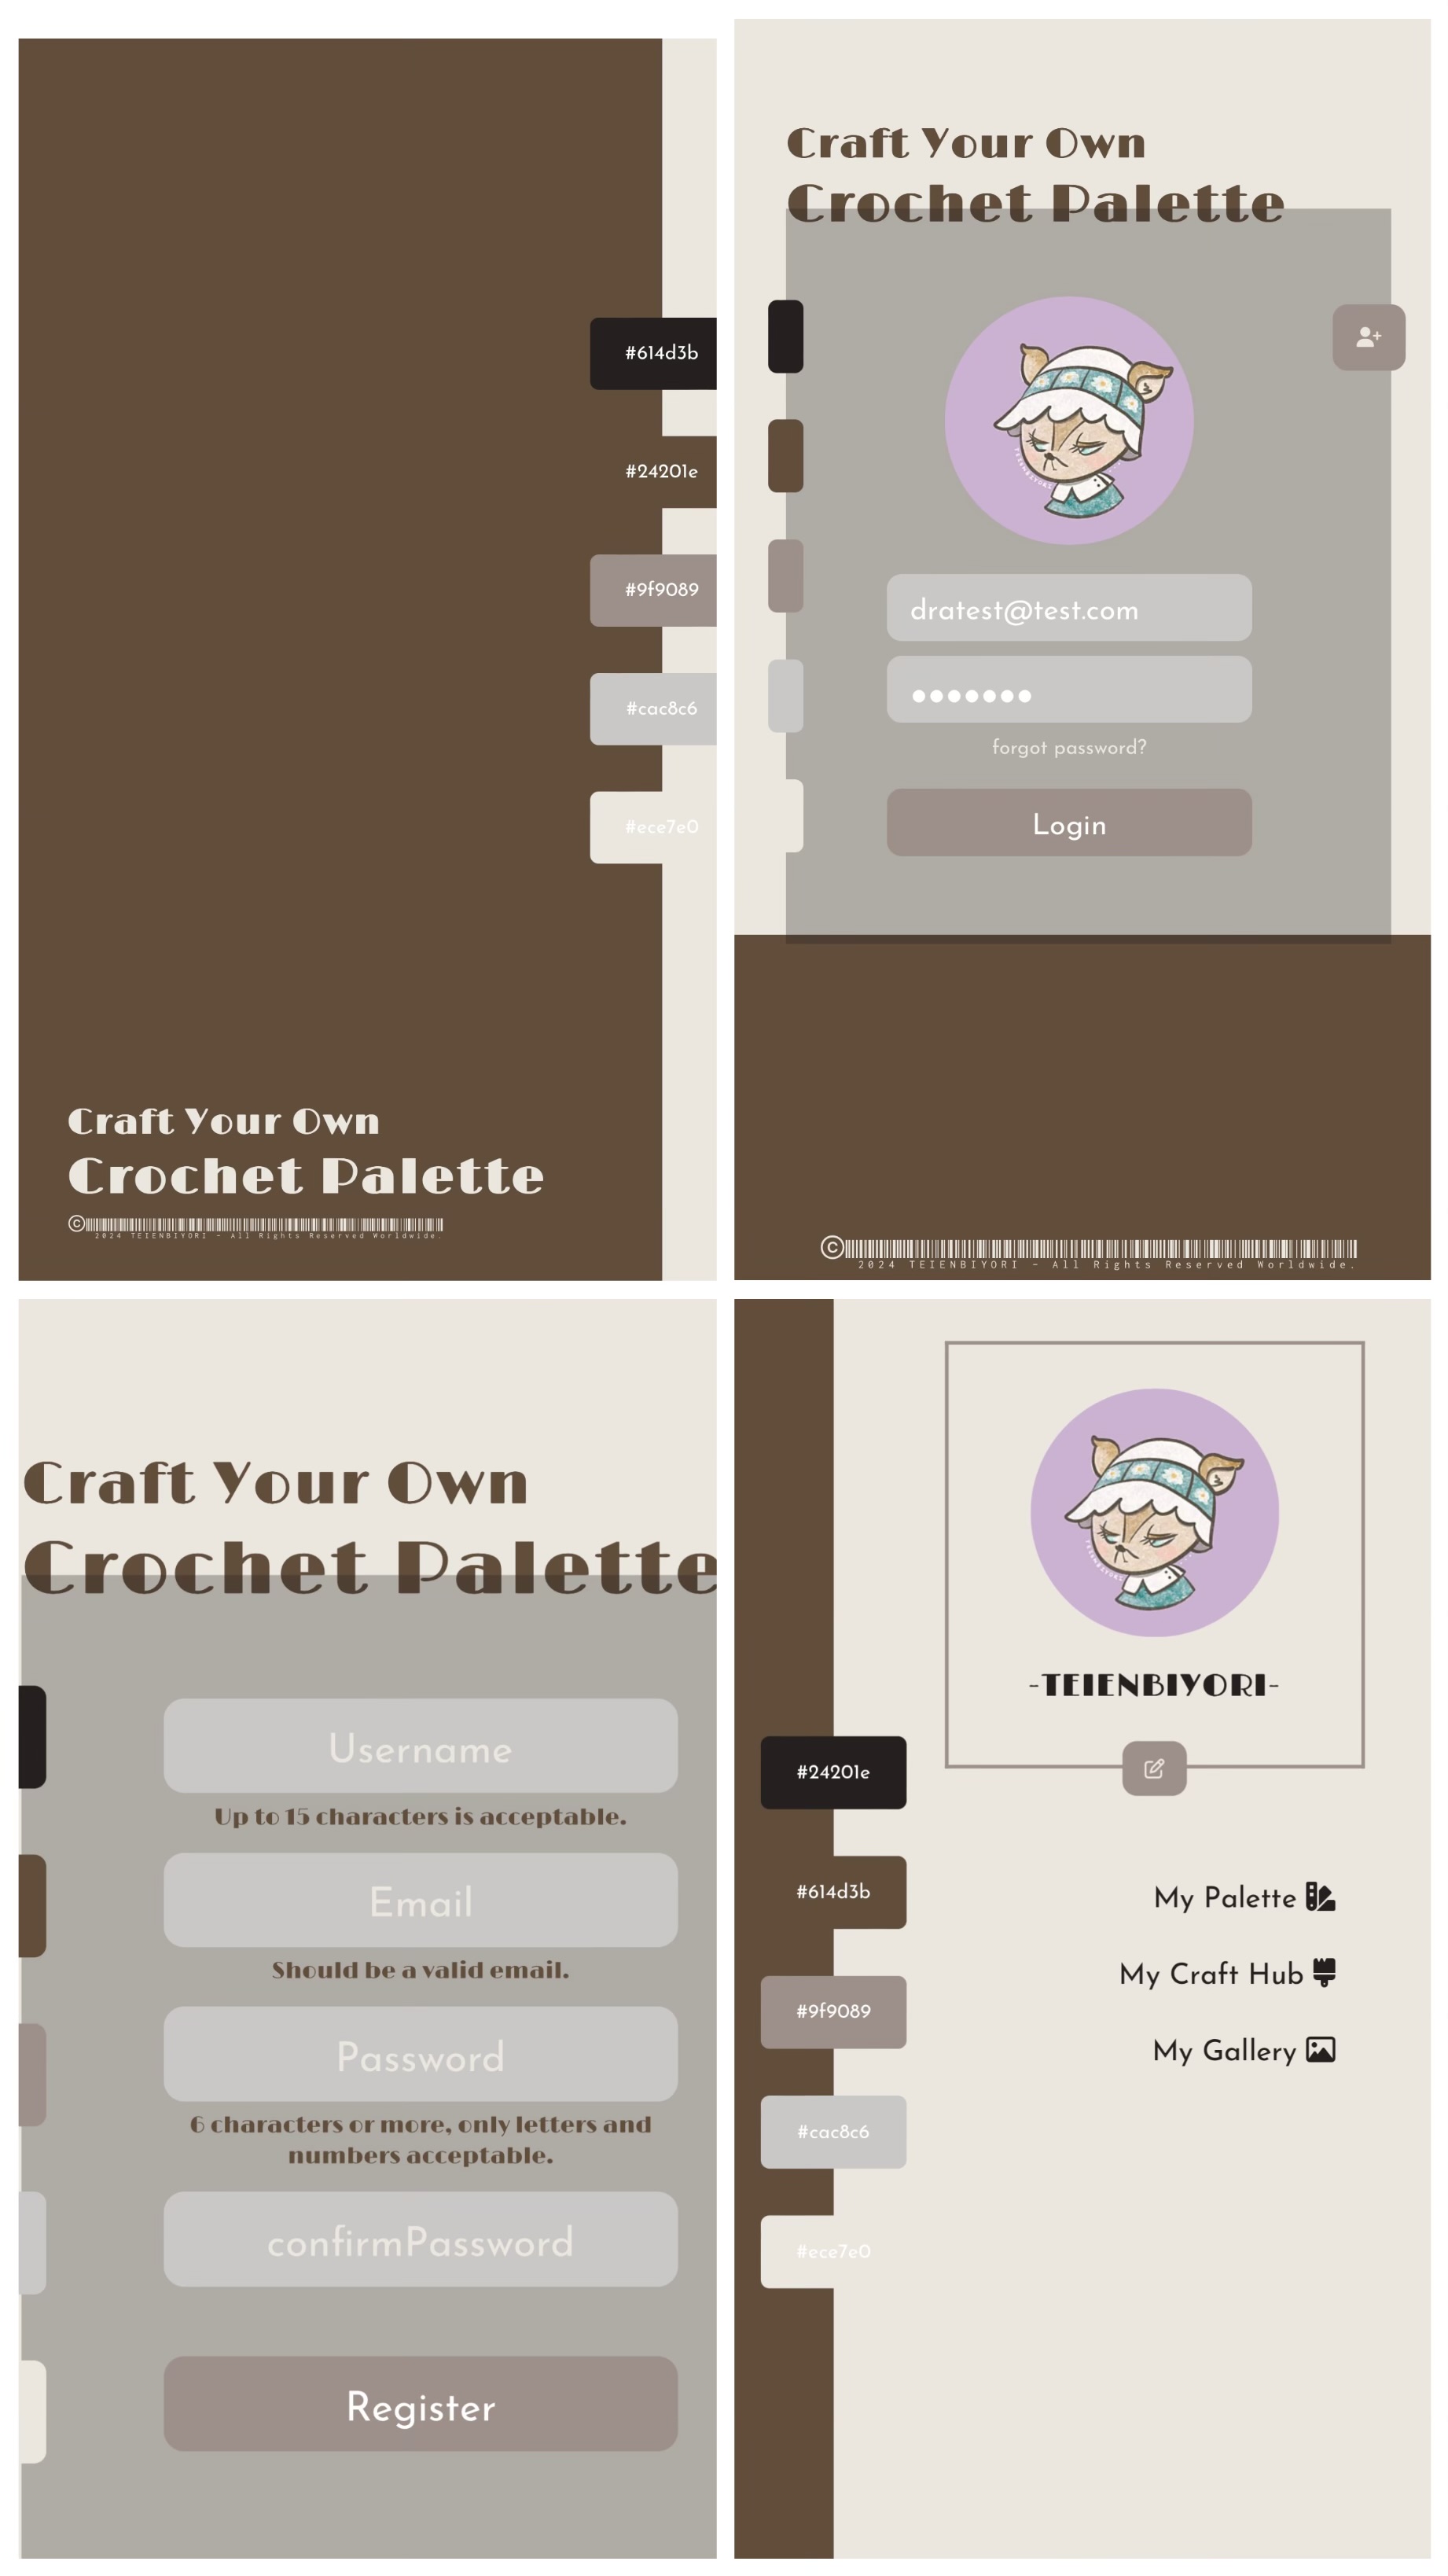 #614d3b
#24201e
#9f9089
#cac8c6
#ece7e0
Craft Your Own
Crochet Palette
©
2024 TEIENBIYORI - All Rights Reserved Worldwide.
Craft Your Own
Crochet Palette
TEIENBIYORI
dratest@test.com
●●●●●●●
forgot password?
Login
©
2024 TEIENBIYORI - All Rights Reserved Worldwide.
Craft Your Own
Crochet Palette
Username
Up to 15 characters is acceptable.
Email
Should be a valid email.
Password
6 characters or more, only letters and
numbers acceptable.
confirmPassword
Register
TEIENBIYORI
-TEIENBIYORI-
#24201e
#614d3b
#9f9089
#cac8c6
#ece7e0
My Palette
My Craft Hub
My Gallery